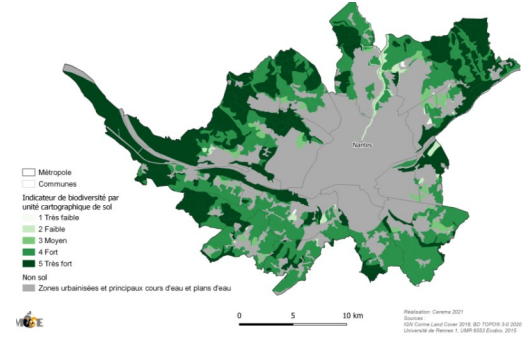 Nantes
Métropole
Communes
Indicateur de biodiversité par
unité cartographique de sol
1 Très faible
2 Faible
3 Moyen
4 Fort
5 Très fort
Non sol
Zones urbainisées et principaux cours d'eau et plans d'eau
0 5 10 km
Réalisation: Cerema 2021
Sources :
IGN Corine Land Cover 2018, BD TOPO® 3-0 2020
Université de Rennes 1, UMR 6553 Ecobio, 2015